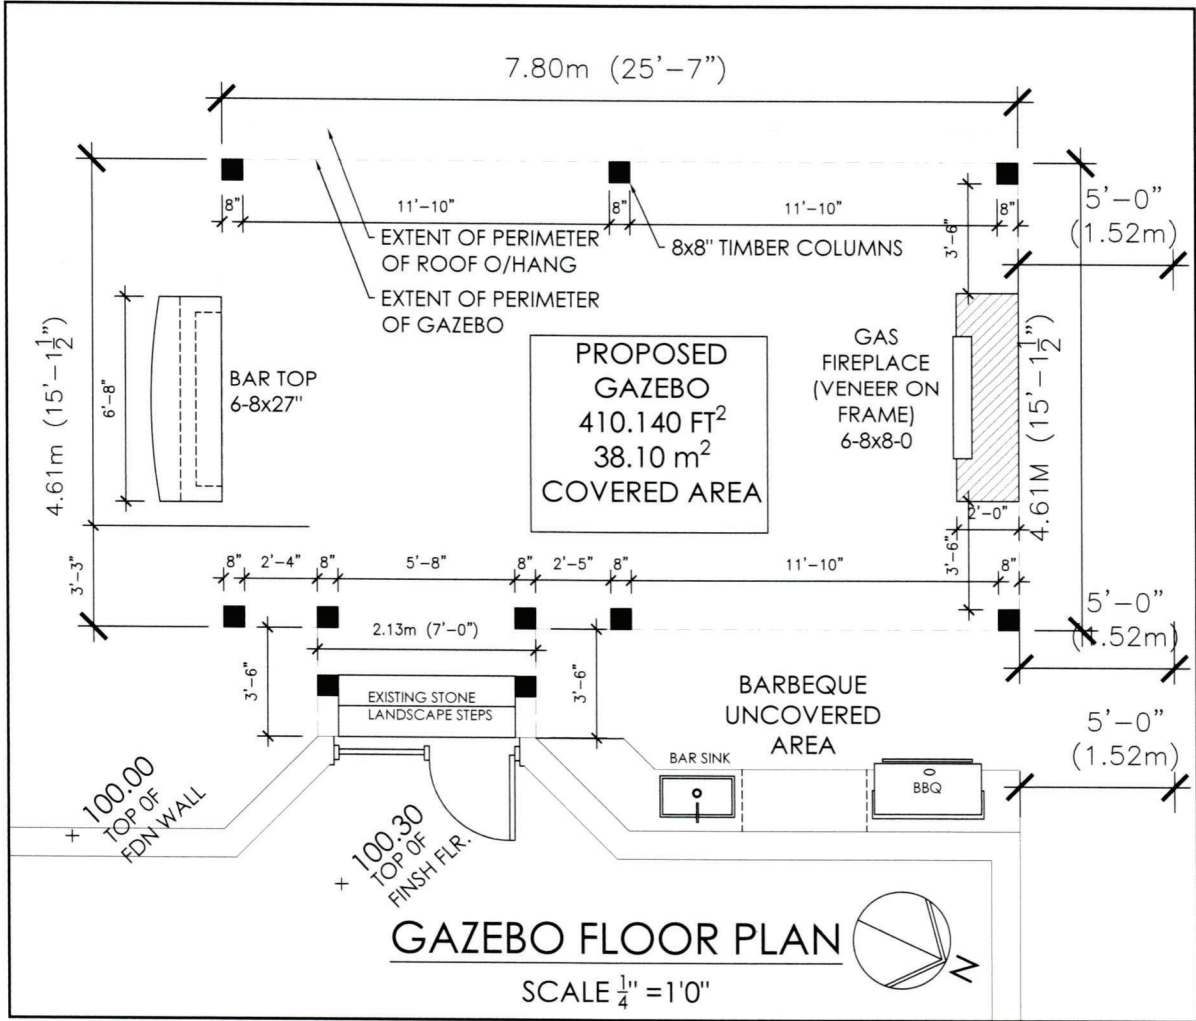 7.80m (25'-7")
8"
11'-10"
8"
11'-10"
8"
5'-0"
(1.52m)
3'-6"
EXTENT OF PERIMETER
OF ROOF O/HANG
8x8" TIMBER COLUMNS
EXTENT OF PERIMETER
OF GAZEBO
4.61m (15'-1½")
6'-8"
BAR TOP
6-8x27"
PROPOSED
GAZEBO
410.140 FT²
38.10 m²
COVERED AREA
GAS
FIREPLACE
(VENEER ON
FRAME)
6-8x8-0
4.61M (15'-1½")
2'-0"
3'-6"
3'-3"
8"
2'-4"
8"
5'-8"
8"
2'-5"
8"
11'-10"
8"
5'-0"
(1.52m)
2.13m (7'-0")
3'-6"
3'-6"
EXISTING STONE
LANDSCAPE STEPS
BARBEQUE
UNCOVERED
AREA
5'-0"
(1.52m)
BAR SINK
BBQ
+ 100.00
TOP OF
FDN WALL
+ 100.30
TOP OF
FINSH FLR.
GAZEBO FLOOR PLAN
N
SCALE ¼" =1'0"